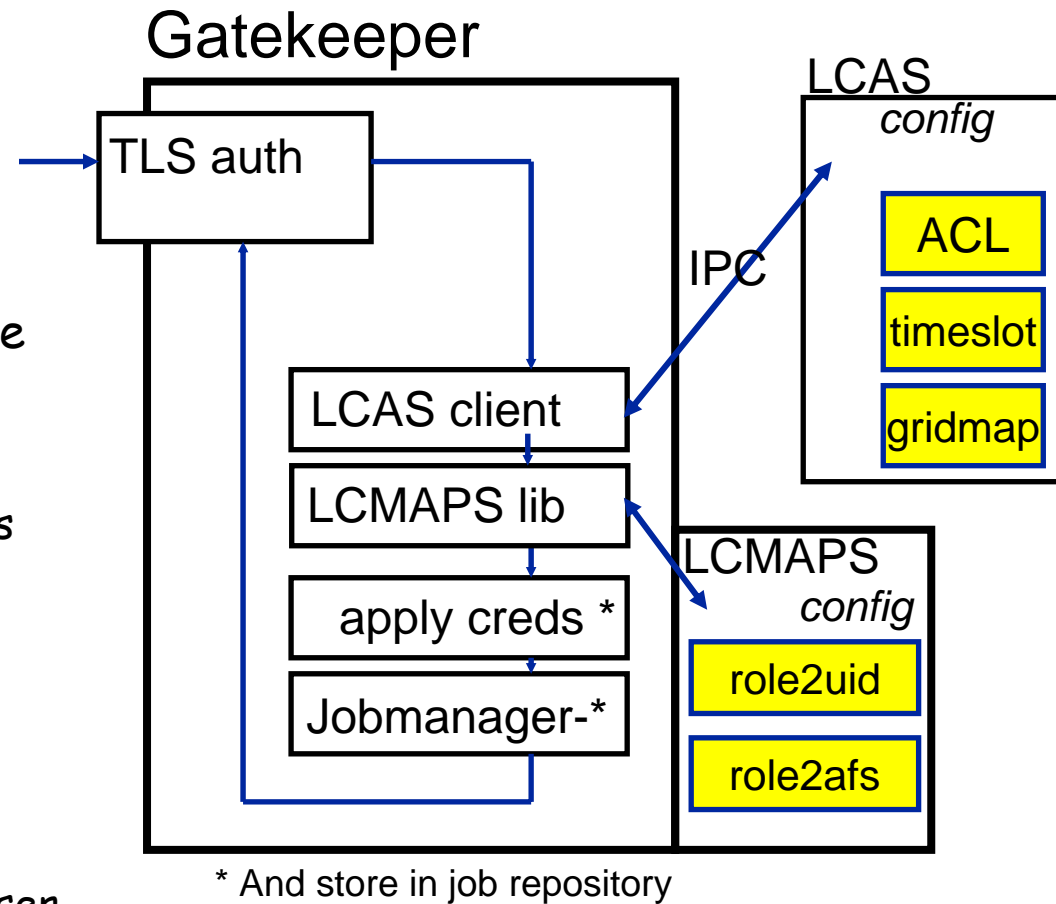 Gatekeeper
TLS auth
LCAS
config
ACL
timeslot
gridmap
IPC
LCAS client
LCMAPS lib
apply creds *
Jobmanager-*
LCMAPS
config
role2uid
role2afs
* And store in job repository